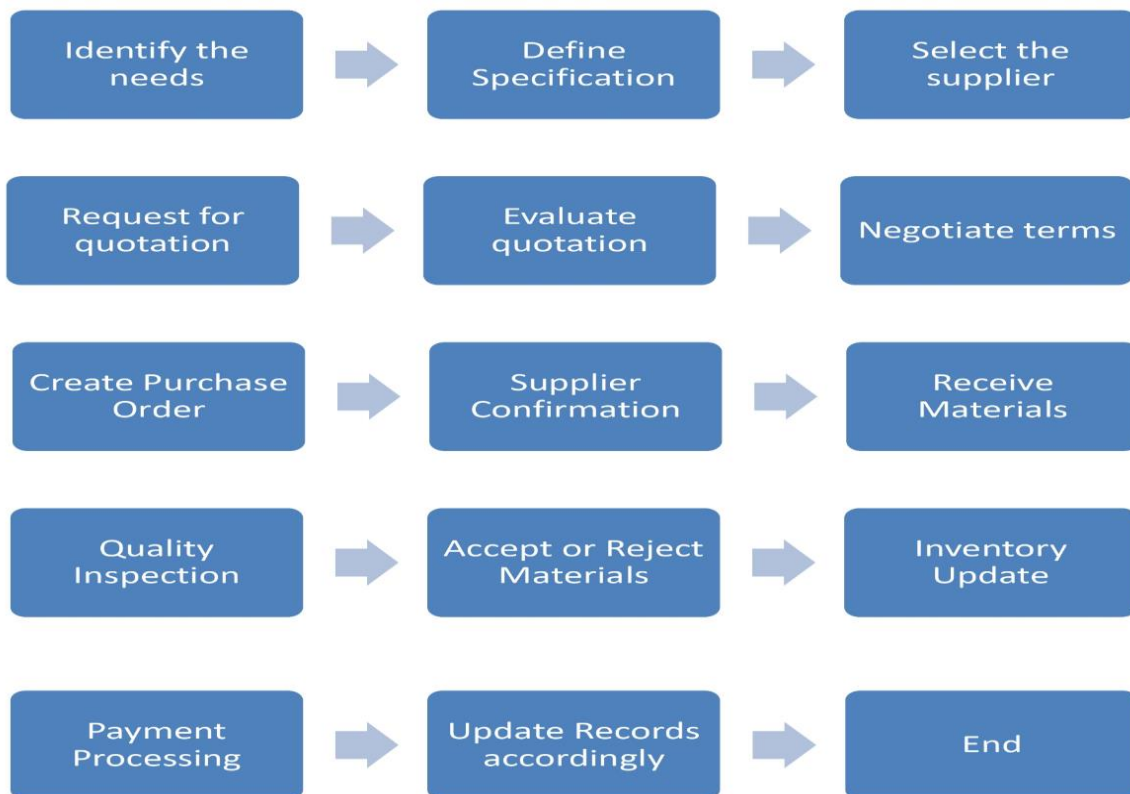 Identify the
needs
Define
Specification
Select the
supplier
Request for
quotation
Evaluate
quotation
Negotiate terms
Create Purchase
Order
Supplier
Confirmation
Receive
Materials
Quality
Inspection
Accept or Reject
Materials
Inventory
Update
Payment
Processing
Update Records
accordingly
End